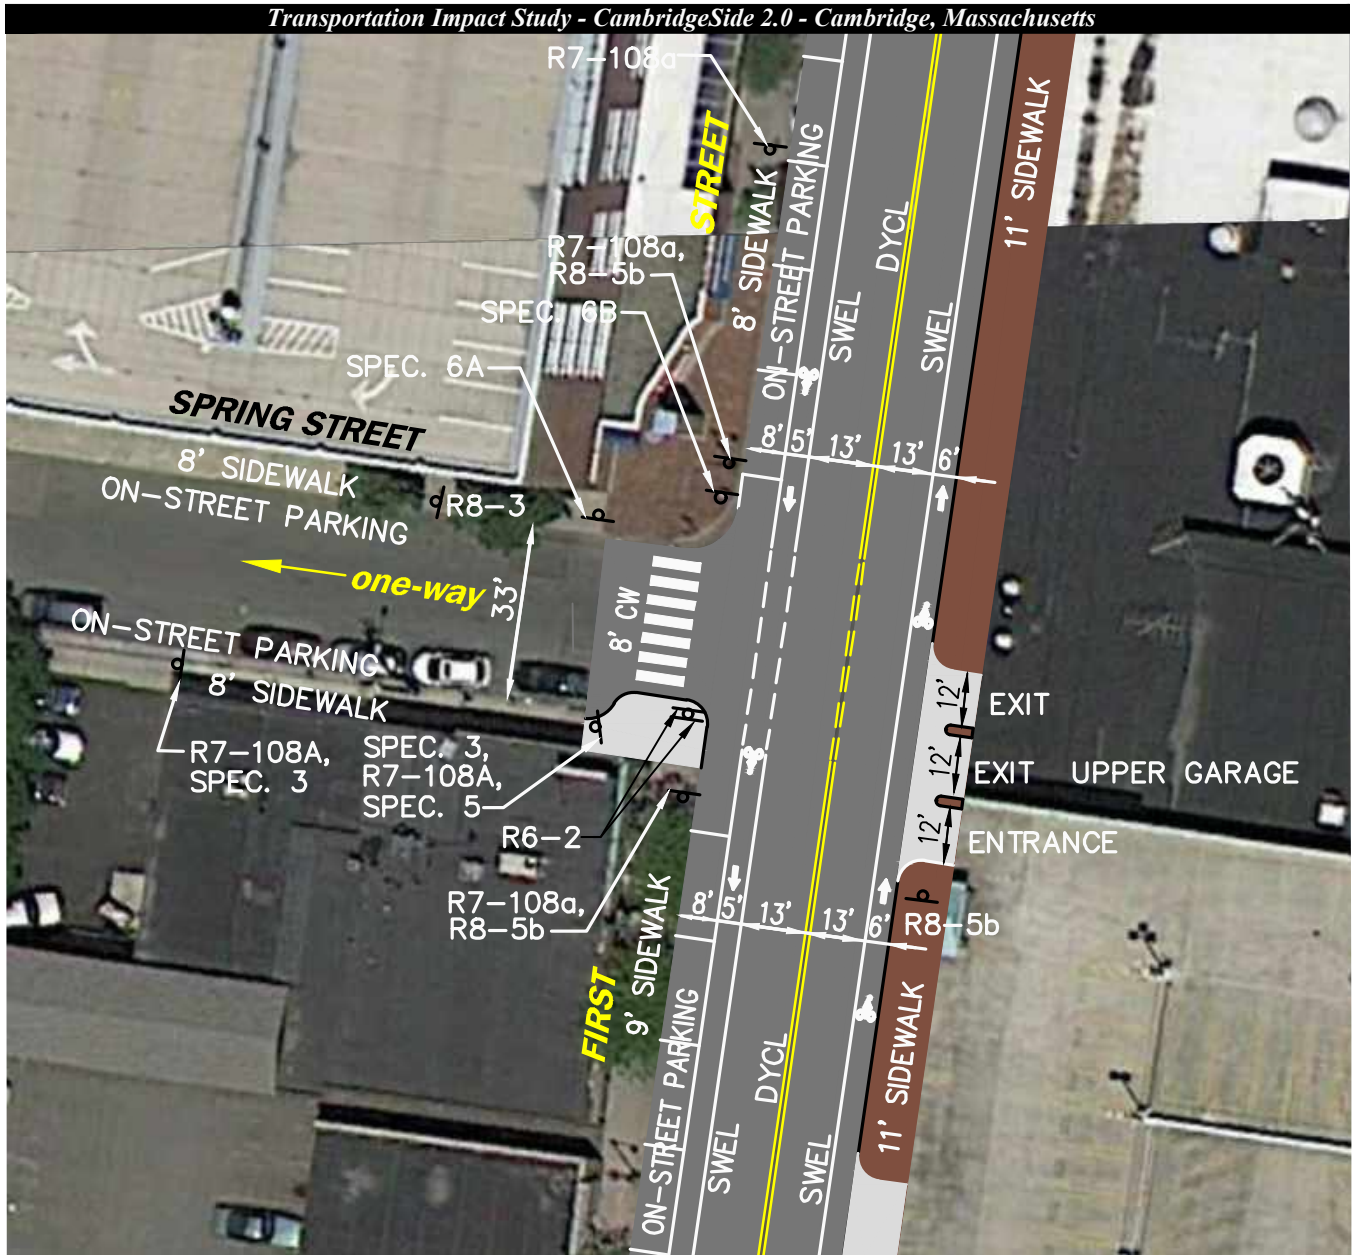 Transportation Impact Study - CambridgeSide 2.0 - Cambridge, Massachusetts
R7-108a
STREET
8' SIDEWALK
ON-STREET PARKING
SWEL
DYCL
SWEL
11' SIDEWALK
R7-108a,
R8-5b
SPEC. 6B
SPEC. 6A
SPRING STREET
8' SIDEWALK
ON-STREET PARKING
R8-3
8' 5' 13' 13' 6'
one-way
33'
8' CW
ON-STREET PARKING
8' SIDEWALK
R7-108A,
SPEC. 3
SPEC. 3,
R7-108A,
SPEC. 5
R6-2
R7-108a,
R8-5b
12'
EXIT
12'
EXIT UPPER GARAGE
12'
ENTRANCE
8' 5' 13' 13' 6'
R8-5b
FIRST
9' SIDEWALK
ON-STREET PARKING
SWEL
DYCL
SWEL
11' SIDEWALK